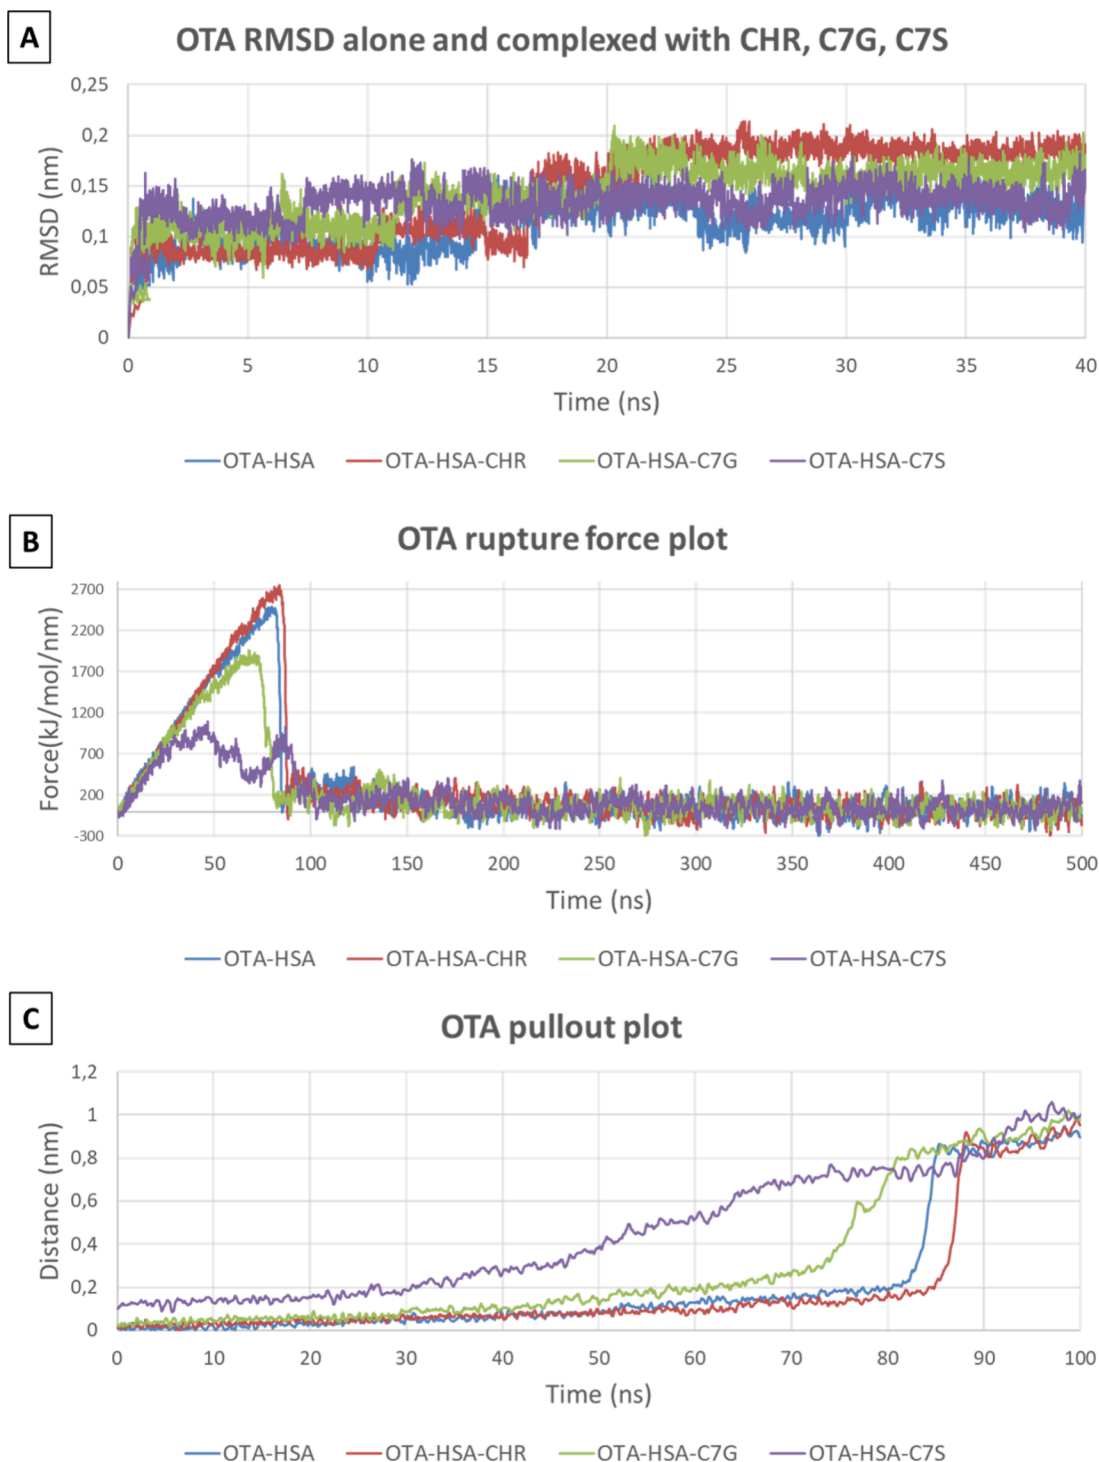 A
OTA RMSD alone and complexed with CHR, C7G, C7S
0,25
0,2
0,15
0,1
0,05
0
RMSD (nm)
0 5 10 15 20 25 30 35 40
Time (ns)
OTA-HSA OTA-HSA-CHR OTA-HSA-C7G OTA-HSA-C7S
B
OTA rupture force plot
2700
2200
1700
1200
700
200
-300
Force(kJ/mol/nm)
0 50 100 150 200 250 300 350 400 450 500
Time (ns)
OTA-HSA OTA-HSA-CHR OTA-HSA-C7G OTA-HSA-C7S
C
OTA pullout plot
1,2
1
0,8
0,6
0,4
0,2
0
Distance (nm)
0 10 20 30 40 50 60 70 80 90 100
Time (ns)
OTA-HSA OTA-HSA-CHR OTA-HSA-C7G OTA-HSA-C7S